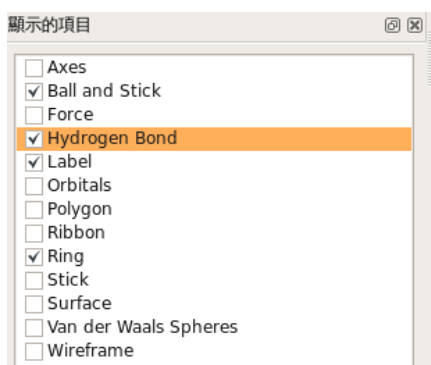 顯示的項目
Axes
Ball and Stick
Force
Hydrogen Bond
Label
Orbitals
Polygon
Ribbon
Ring
Stick
Surface
Van der Waals Spheres
Wireframe